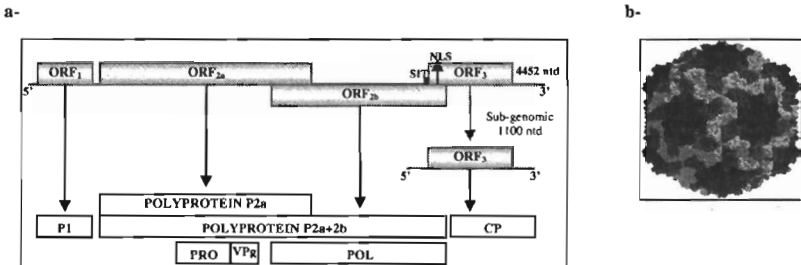 a-
b-
NLS
ORF1
ORF2a
SIT
ORF3
4452 ntd
5'
3'
ORF2b
Sub-genomic
1100 ntd
ORF3
5'
3'
POLYPROTEIN P2a
P1
POLYPROTEIN P2a+2b
CP
PRO
VPg
POL